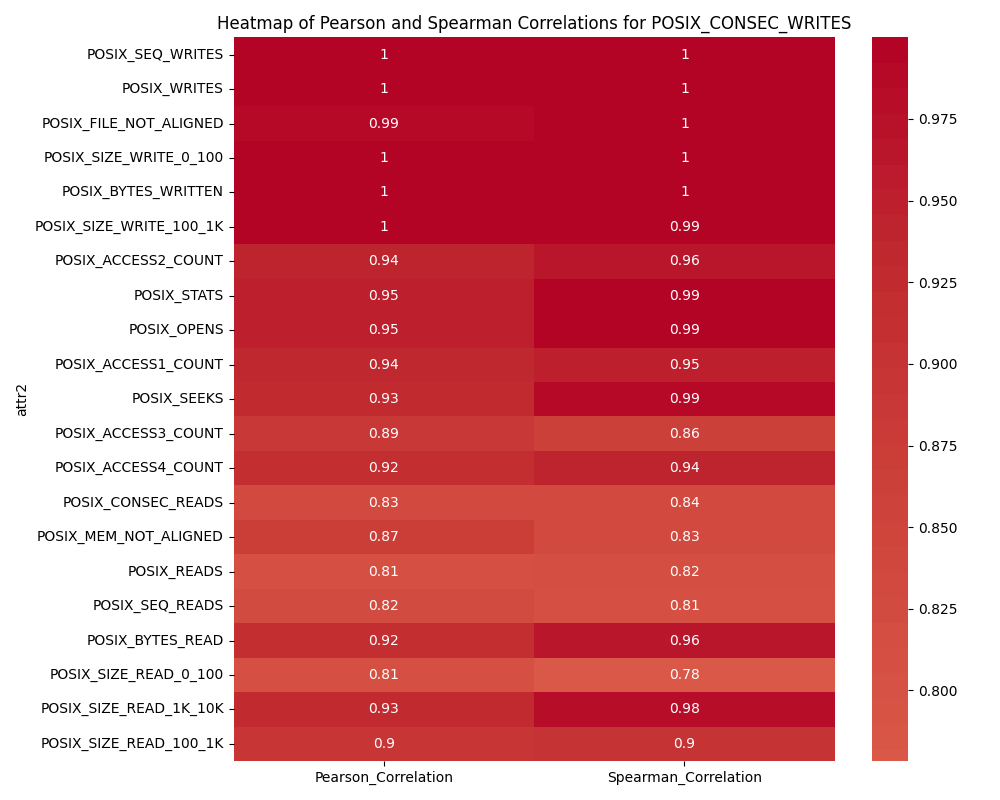 Heatmap of Pearson and Spearman Correlations for POSIX_CONSEC_WRITES
attr2
POSIX_SEQ_WRITES 1 1
POSIX_WRITES 1 1
POSIX_FILE_NOT_ALIGNED 0.99 1
POSIX_SIZE_WRITE_0_100 1 1
POSIX_BYTES_WRITTEN 1 1
POSIX_SIZE_WRITE_100_1K 1 0.99
POSIX_ACCESS2_COUNT 0.94 0.96
POSIX_STATS 0.95 0.99
POSIX_OPENS 0.95 0.99
POSIX_ACCESS1_COUNT 0.94 0.95
POSIX_SEEKS 0.93 0.99
POSIX_ACCESS3_COUNT 0.89 0.86
POSIX_ACCESS4_COUNT 0.92 0.94
POSIX_CONSEC_READS 0.83 0.84
POSIX_MEM_NOT_ALIGNED 0.87 0.83
POSIX_READS 0.81 0.82
POSIX_SEQ_READS 0.82 0.81
POSIX_BYTES_READ 0.92 0.96
POSIX_SIZE_READ_0_100 0.81 0.78
POSIX_SIZE_READ_1K_10K 0.93 0.98
POSIX_SIZE_READ_100_1K 0.9 0.9
Pearson_Correlation Spearman_Correlation
0.975
0.950
0.925
0.900
0.875
0.850
0.825
0.800